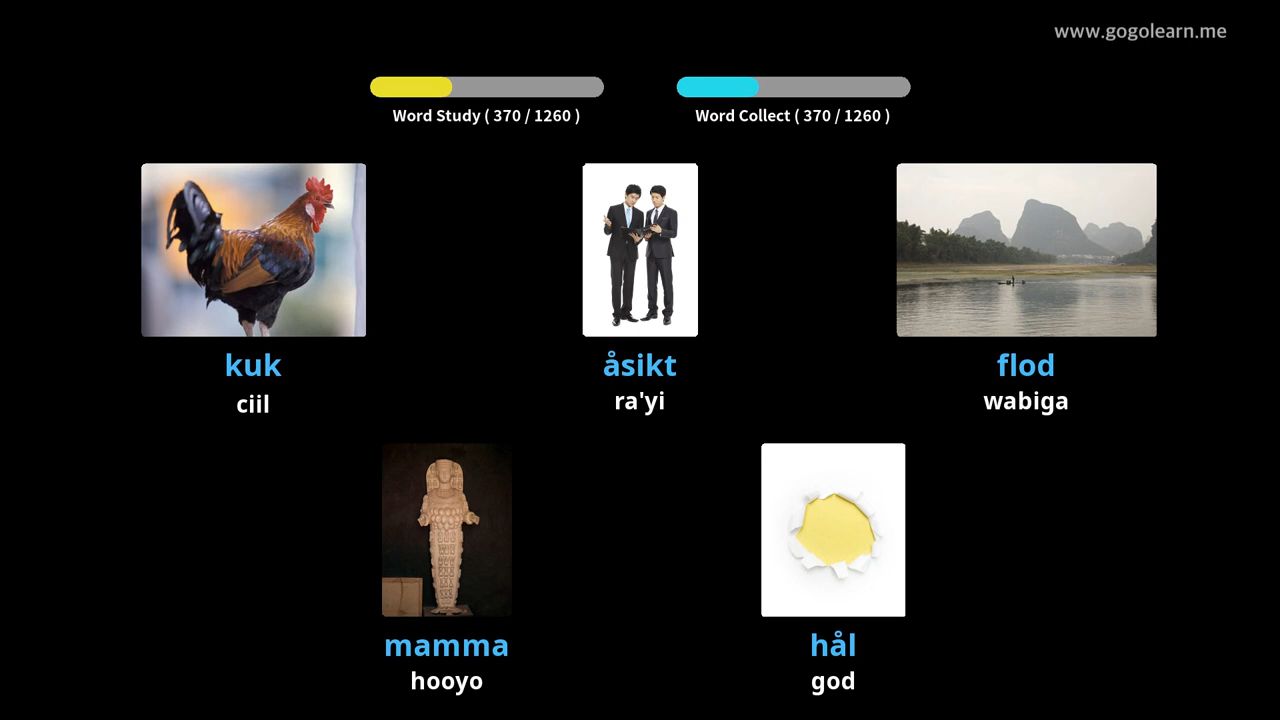 www.gogolearn.me
Word Study ( 370 / 1260 )
Word Collect ( 370 / 1260 )
kuk
ciil
åsikt
ra'yi
flod
wabiga
mamma
hooyo
hål
god